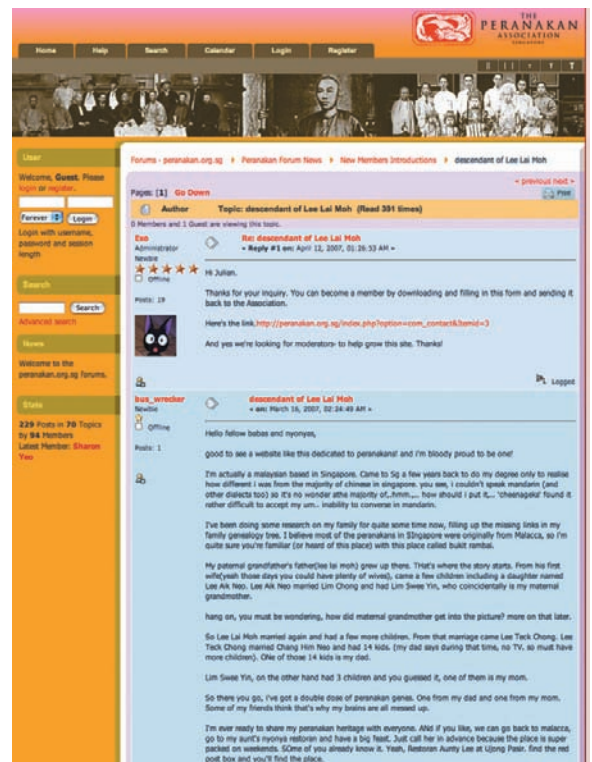 THE
PERANAKAN
ASSOCIATION
SINGAPORE
Home Help Search Calendar Login Register
User
Welcome, Guest. Please
login or register.
Forever Login
Login with username,
password and session
length
Search
Search
Advanced search
News
Welcome to the
peranakan.org.sg forums.
Stats
229 Posts in 70 Topics
by 94 Members
Latest Member: Sharon
Yeo
Forums - peranakan.org.sg Peranakan Forum News New Members Introductions descendant of Lee Lai Moh
« previous next »
Pages: [1] Go Down
Print
Author Topic: descendant of Lee Lai Moh (Read 391 times)
0 Members and 1 Guest are viewing this topic.
Exo
Administrator
Newbie
Offline
Posts: 19
Re: descendant of Lee Lai Moh
« Reply #1 on: April 12, 2007, 01:26:53 AM »
Hi Julian.
Thanks for your inquiry. You can become a member by downloading and filling in this form and sending it
back to the Association.
Here's the link.http://peranakan.org.sg/index.php?option=com_contact&Itemid=3
And yes we're looking for moderators- to help grow this site. Thanks!
Logged
bus_wrecker
Newbie
Offline
Posts: 1
descendant of Lee Lai Moh
« on: March 16, 2007, 02:24:49 AM »
Hello fellow babas and nyonyas,
good to see a website like this dedicated to peranakans! and i'm bloody proud to be one!
I'm actually a malaysian based in Singapore. Came to Sg a few years back to do my degree only to realise
how different i was from the majority of chinese in singapore. you see, i couldn't speak mandarin (and
other dialects too) so it's no wonder athe majority of,.hmm.,.. how should i put it,.. 'cheenageks' found it
rather difficult to accept my um.. inability to converse in mandarin.
I've been doing some research on my family for quite some time now, filling up the missing links in my
family genealogy tree. I believe most of the peranakans in SIngapore were originally from Malacca, so i'm
quite sure you're familiar (or heard of this place) with this place called bukit rambai.
My paternal grandfather's father(lee lai moh) grew up there. THat's where the story starts. From his first
wife(yeah those days you could have plenty of wives), came a few children including a daughter named
Lee Aik Neo. Lee Aik Neo married Lim Chong and had Lim Swee Yin, who coincidentally is my maternal
grandmother.
hang on, you must be wondering, how did maternal grandmother get into the picture? more on that later.
So Lee Lai Moh married again and had a few more children. From that marriage came Lee Teck Chong. Lee
Teck Chong married Chang Him Neo and had 14 kids. (my dad says during that time, no TV. so must have
more children). ONe of those 14 kids is my dad.
Lim Swee Yin, on the other hand had 3 children and you guessed it, one of them is my mom.
So there you go, i've got a double dose of peranakan genes. One from my dad and one from my mom.
Some of my friends think that's why my brains are all messed up.
I'm ever ready to share my peranakan heritage with everyone. ANd if you like, we can go back to malacca,
go to my aunt's nyonya restoran and have a big feast. Just call her in advance because the place is super
packed on weekends. SOme of you already know it. Yeah, Restoran Aunty Lee at Ujong Pasir. find the red
post box and you'll find the place.